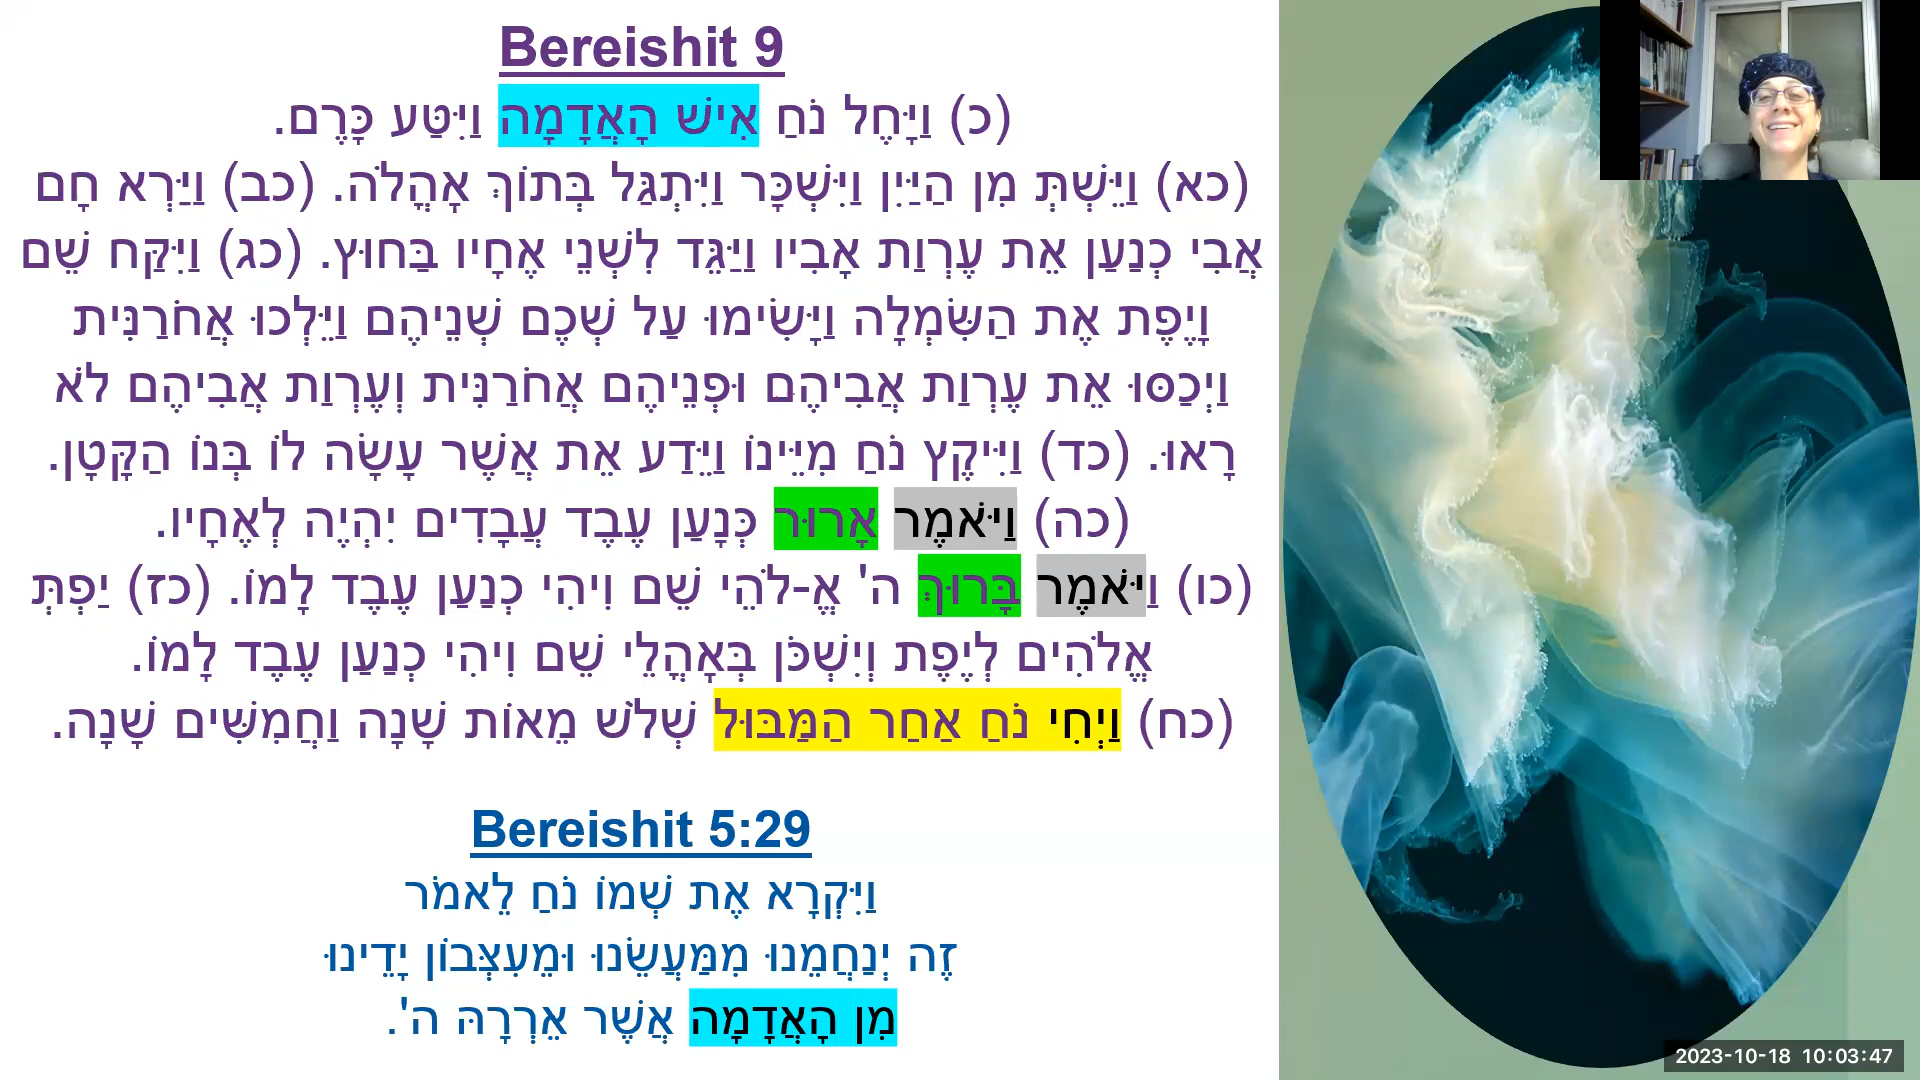 Bereishit 9
(כ) וַיָּחֶל נֹחַ אִישׁ הָאֲדָמָה וַיִּטַּע כָּרֶם.
(כא) וַיֵּשְׁתְּ מִן הַיַּיִן וַיִּשְׁכָּר וַיִּתְגַּל בְּתוֹךְ אׇהֳלֹה. (כב) וַיַּרְא חָם
אֲבִי כְנַעַן אֵת עֶרְוַת אָבִיו וַיַּגֵּד לִשְׁנֵי אֶחָיו בַּחוּץ. (כג) וַיִּקַּח שֵׁם
וָיֶפֶת אֶת הַשִּׂמְלָה וַיָּשִׂימוּ עַל שְׁכֶם שְׁנֵיהֶם וַיֵּלְכוּ אֲחֹרַנִּית
וַיְכַסּוּ אֵת עֶרְוַת אֲבִיהֶם וּפְנֵיהֶם אֲחֹרַנִּית וְעֶרְוַת אֲבִיהֶם לֹא
רָאוּ. (כד) וַיִּיקֶץ נֹחַ מִיֵּינוֹ וַיֵּדַע אֵת אֲשֶׁר עָשָׂה לוֹ בְּנוֹ הַקָּטָן.
(כה) וַיֹּאמֶר אָרוּר כְּנָעַן עֶבֶד עֲבָדִים יִהְיֶה לְאֶחָיו.
(כו) וַיֹּאמֶר בָּרוּךְ ה' אֱ-לֹהֵי שֵׁם וִיהִי כְנַעַן עֶבֶד לָמוֹ. (כז) יַפְתְּ
אֱלֹהִים לְיֶפֶת וְיִשְׁכֹּן בְּאׇהֳלֵי שֵׁם וִיהִי כְנַעַן עֶבֶד לָמוֹ.
(כח) וַיְחִי נֹחַ אַחַר הַמַּבּוּל שְׁלֹשׁ מֵאוֹת שָׁנָה וַחֲמִשִּׁים שָׁנָה.
Bereishit 5:29
וַיִּקְרָא אֶת שְׁמוֹ נֹחַ לֵאמֹר
זֶה יְנַחֲמֵנוּ מִמַּעֲשֵׂנוּ וּמֵעִצְּבוֹן יָדֵינוּ
מִן הָאֲדָמָה אֲשֶׁר אֵרְרָהּ ה'.
2023-10-18 10:03:47